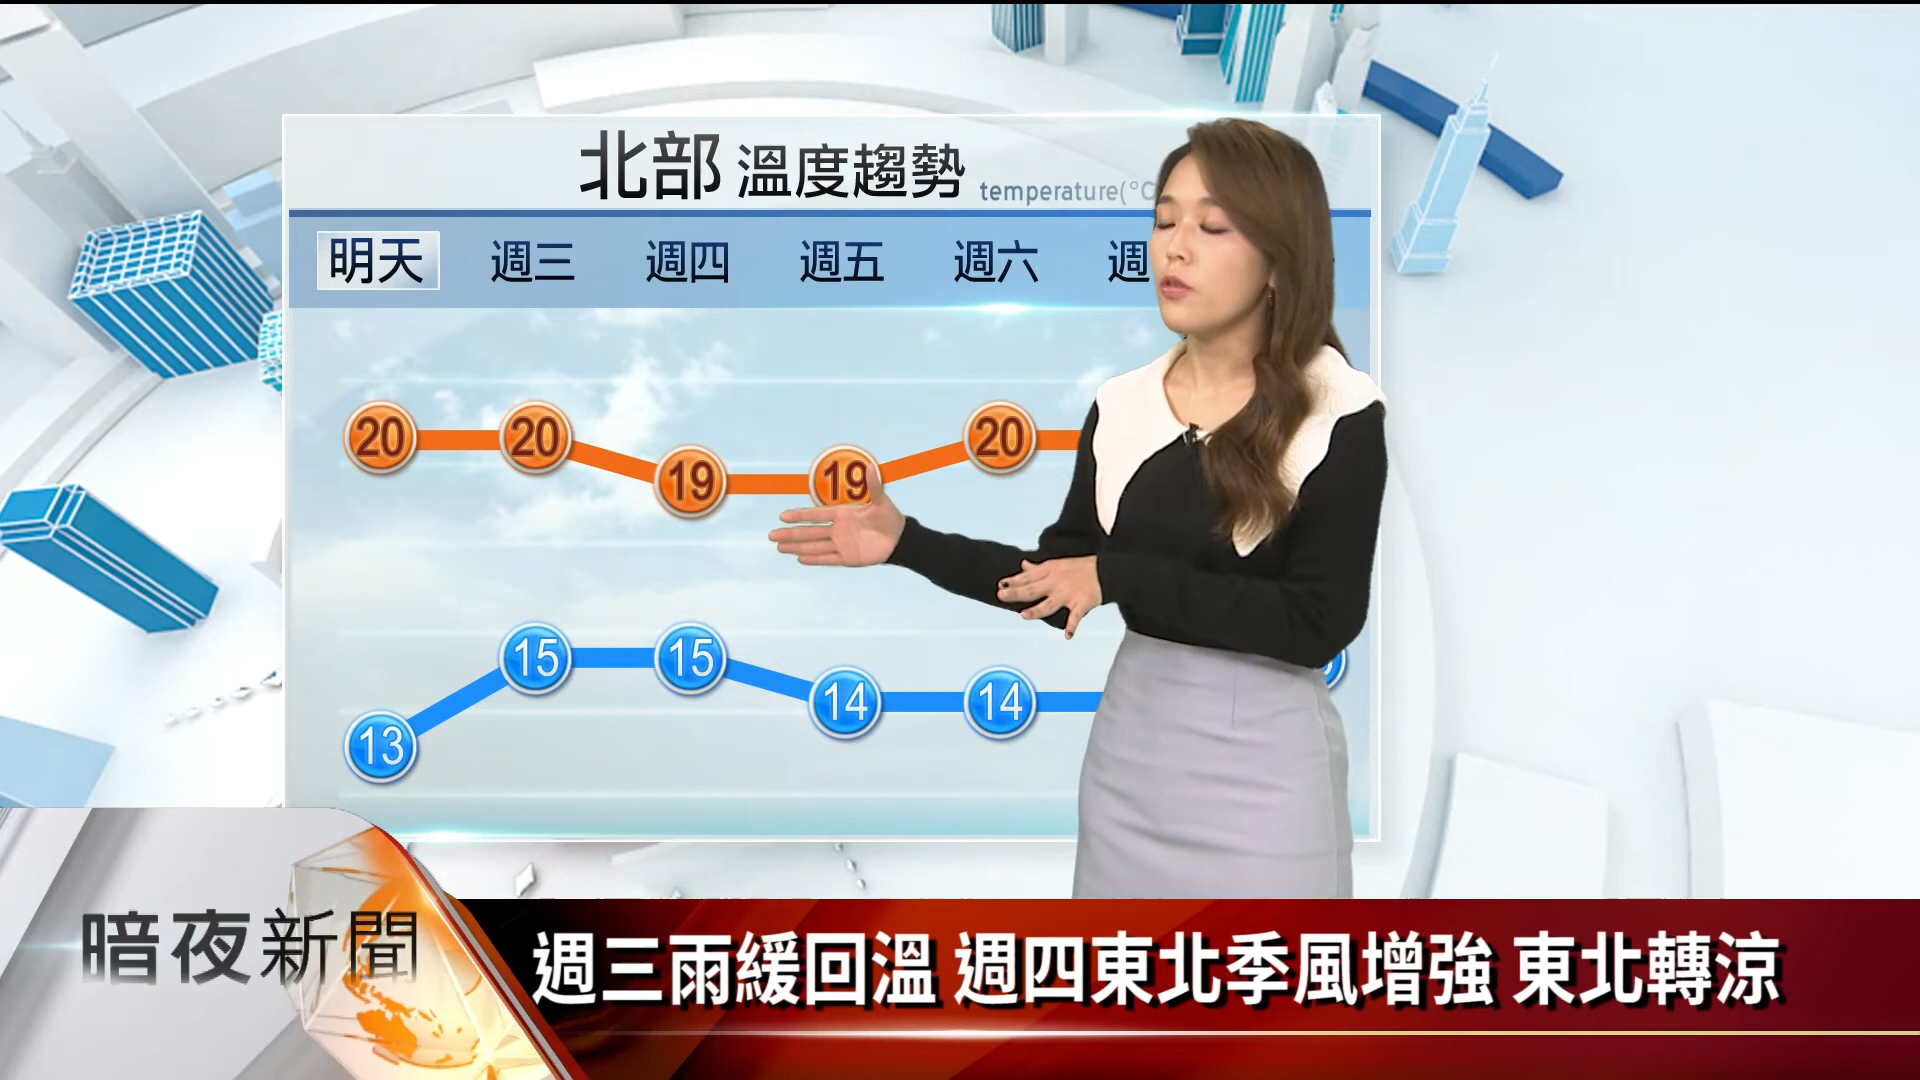 北部 溫度趨勢 temperature(°C
明天 週三 週四 週五 週六 週
20 20 19 19 20
15 15
14 14
13
暗夜新聞
週三雨緩回溫 週四東北季風增強 東北轉涼